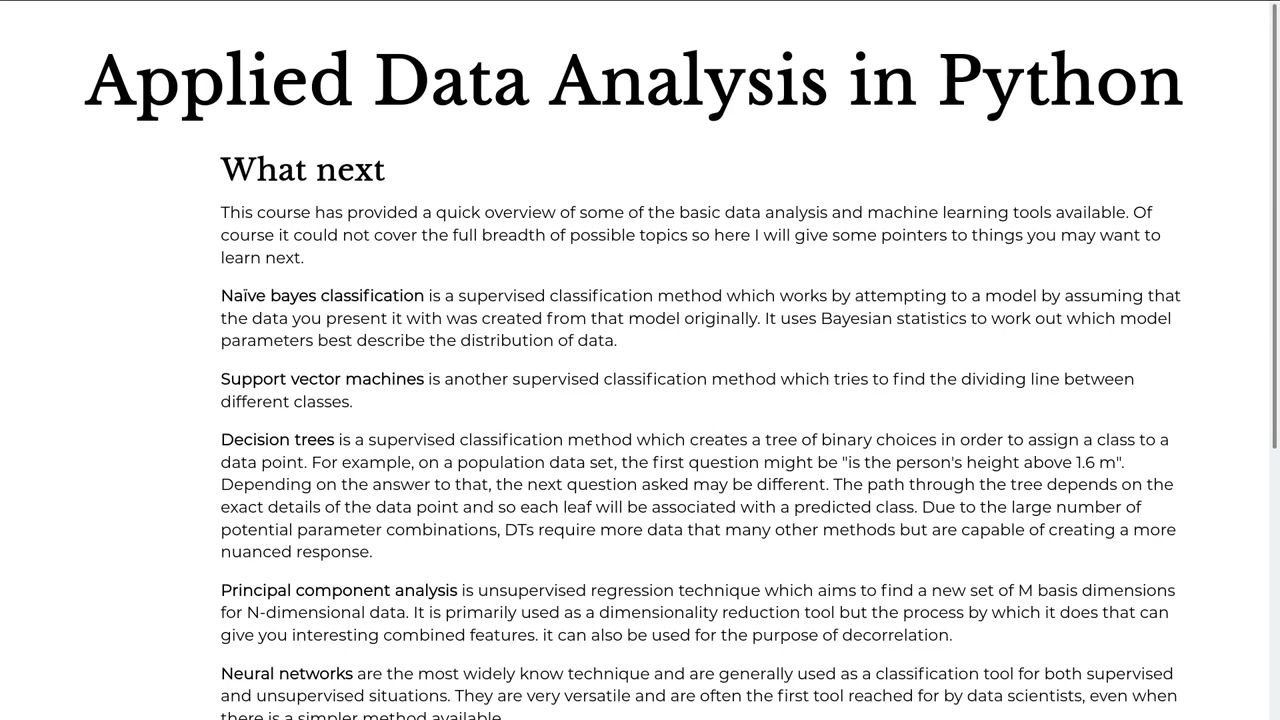 Applied Data Analysis in Python
What next
This course has provided a quick overview of some of the basic data analysis and machine learning tools available. Of
course it could not cover the full breadth of possible topics so here I will give some pointers to things you may want to
learn next.
Naïve bayes classification is a supervised classification method which works by attempting to a model by assuming that
the data you present it with was created from that model originally. It uses Bayesian statistics to work out which model
parameters best describe the distribution of data.
Support vector machines is another supervised classification method which tries to find the dividing line between
different classes.
Decision trees is a supervised classification method which creates a tree of binary choices in order to assign a class to a
data point. For example, on a population data set, the first question might be "is the person's height above 1.6 m".
Depending on the answer to that, the next question asked may be different. The path through the tree depends on the
exact details of the data point and so each leaf will be associated with a predicted class. Due to the large number of
potential parameter combinations, DTs require more data that many other methods but are capable of creating a more
nuanced response.
Principal component analysis is unsupervised regression technique which aims to find a new set of M basis dimensions
for N-dimensional data. It is primarily used as a dimensionality reduction tool but the process by which it does that can
give you interesting combined features. it can also be used for the purpose of decorrelation.
Neural networks are the most widely know technique and are generally used as a classification tool for both supervised
and unsupervised situations. They are very versatile and are often the first tool reached for by data scientists, even when
there is a simpler method available.